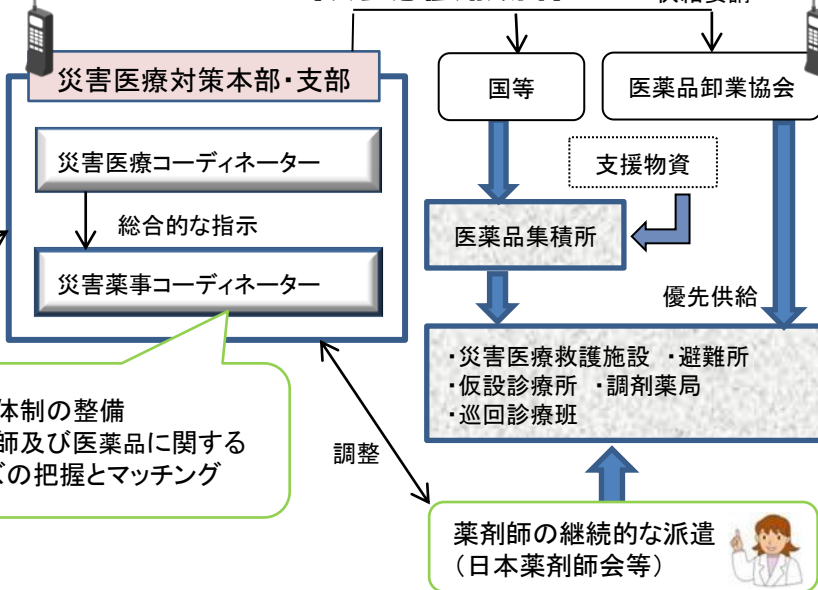 災害医療対策本部・支部
国等
医薬品卸業協会
災害医療コーディネーター
支援物資
総合的な指示
医薬品集積所
災害薬事コーディネーター
優先供給
・災害医療救護施設 ・避難所
・仮設診療所 ・調剤薬局
・巡回診療班
体制の整備
師及び医薬品に関する
の把握とマッチング
調整
薬剤師の継続的な派遣
(日本薬剤師会等)